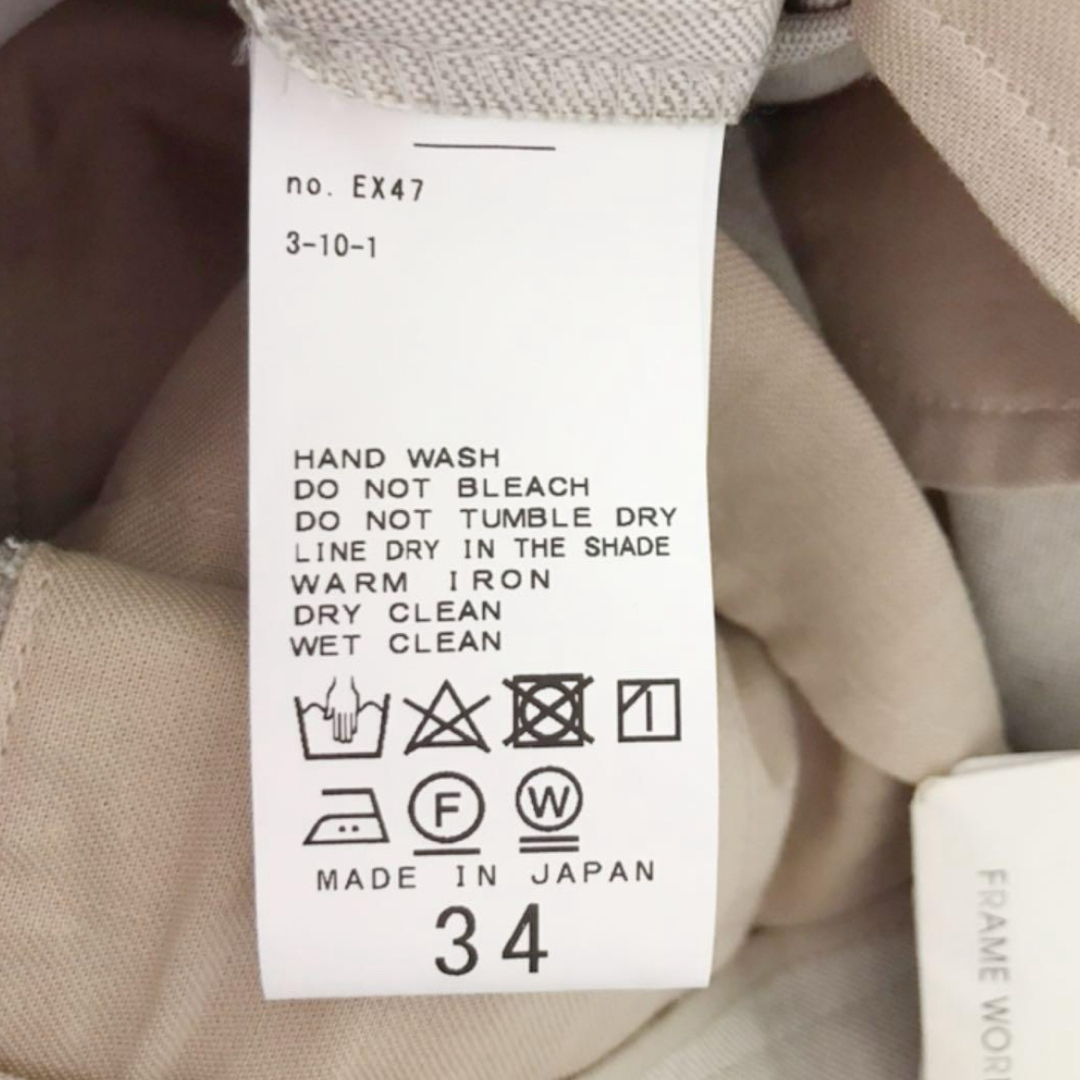 no. EX47
3-10-1
HAND WASH
DO NOT BLEACH
DO NOT TUMBLE DRY
LINE DRY IN THE SHADE
WARM IRON
DRY CLEAN
WET CLEAN
F W
MADE IN JAPAN
34
FRAME WOR